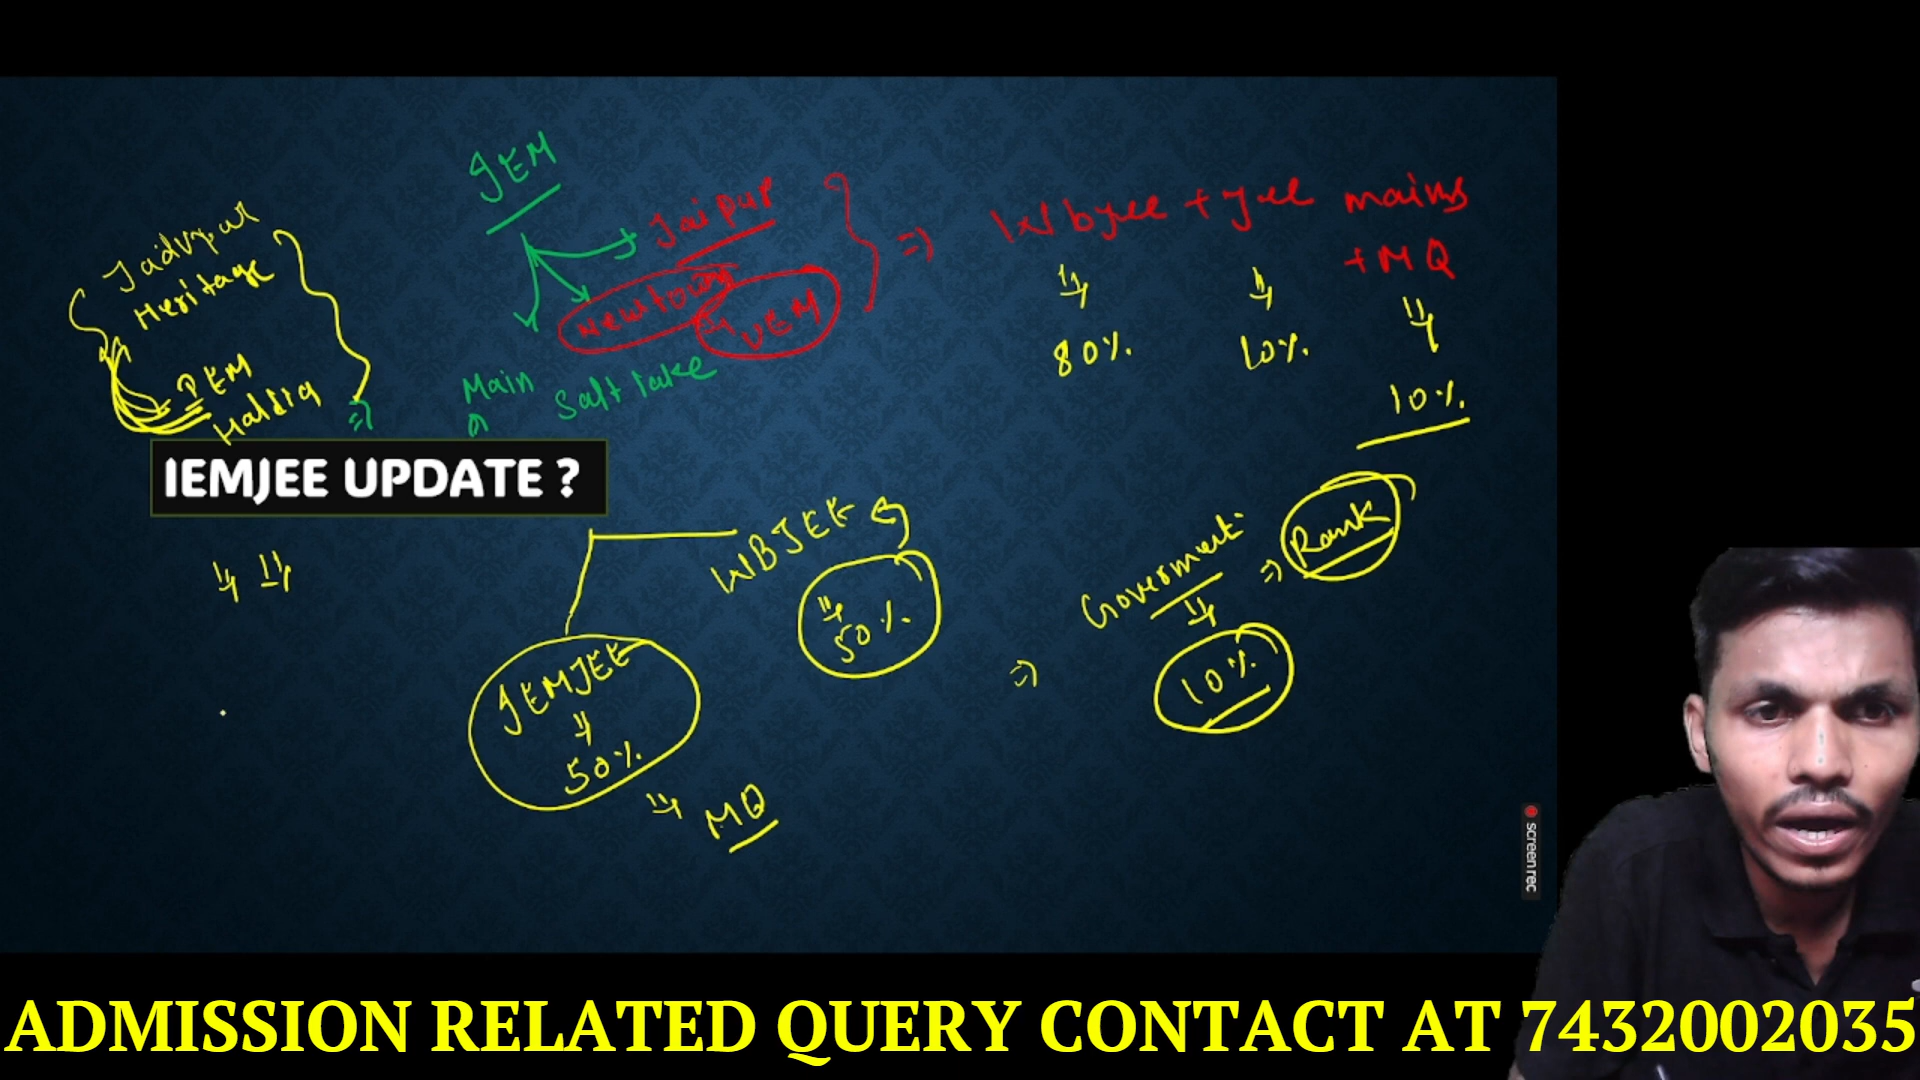 IEM
Jaipur
Newtown
UEM
Main
Salt lake
Wbjee + Jee mains
+ MQ
80%.
10%.
10%.
Jadvpur
Heritage
IEM
Haldia
IEMJEE UPDATE ?
WBJEE
50%.
IEMJEE
50%.
MQ
Government
Rank
10%.
screenrec
ADMISSION RELATED QUERY CONTACT AT 7432002035